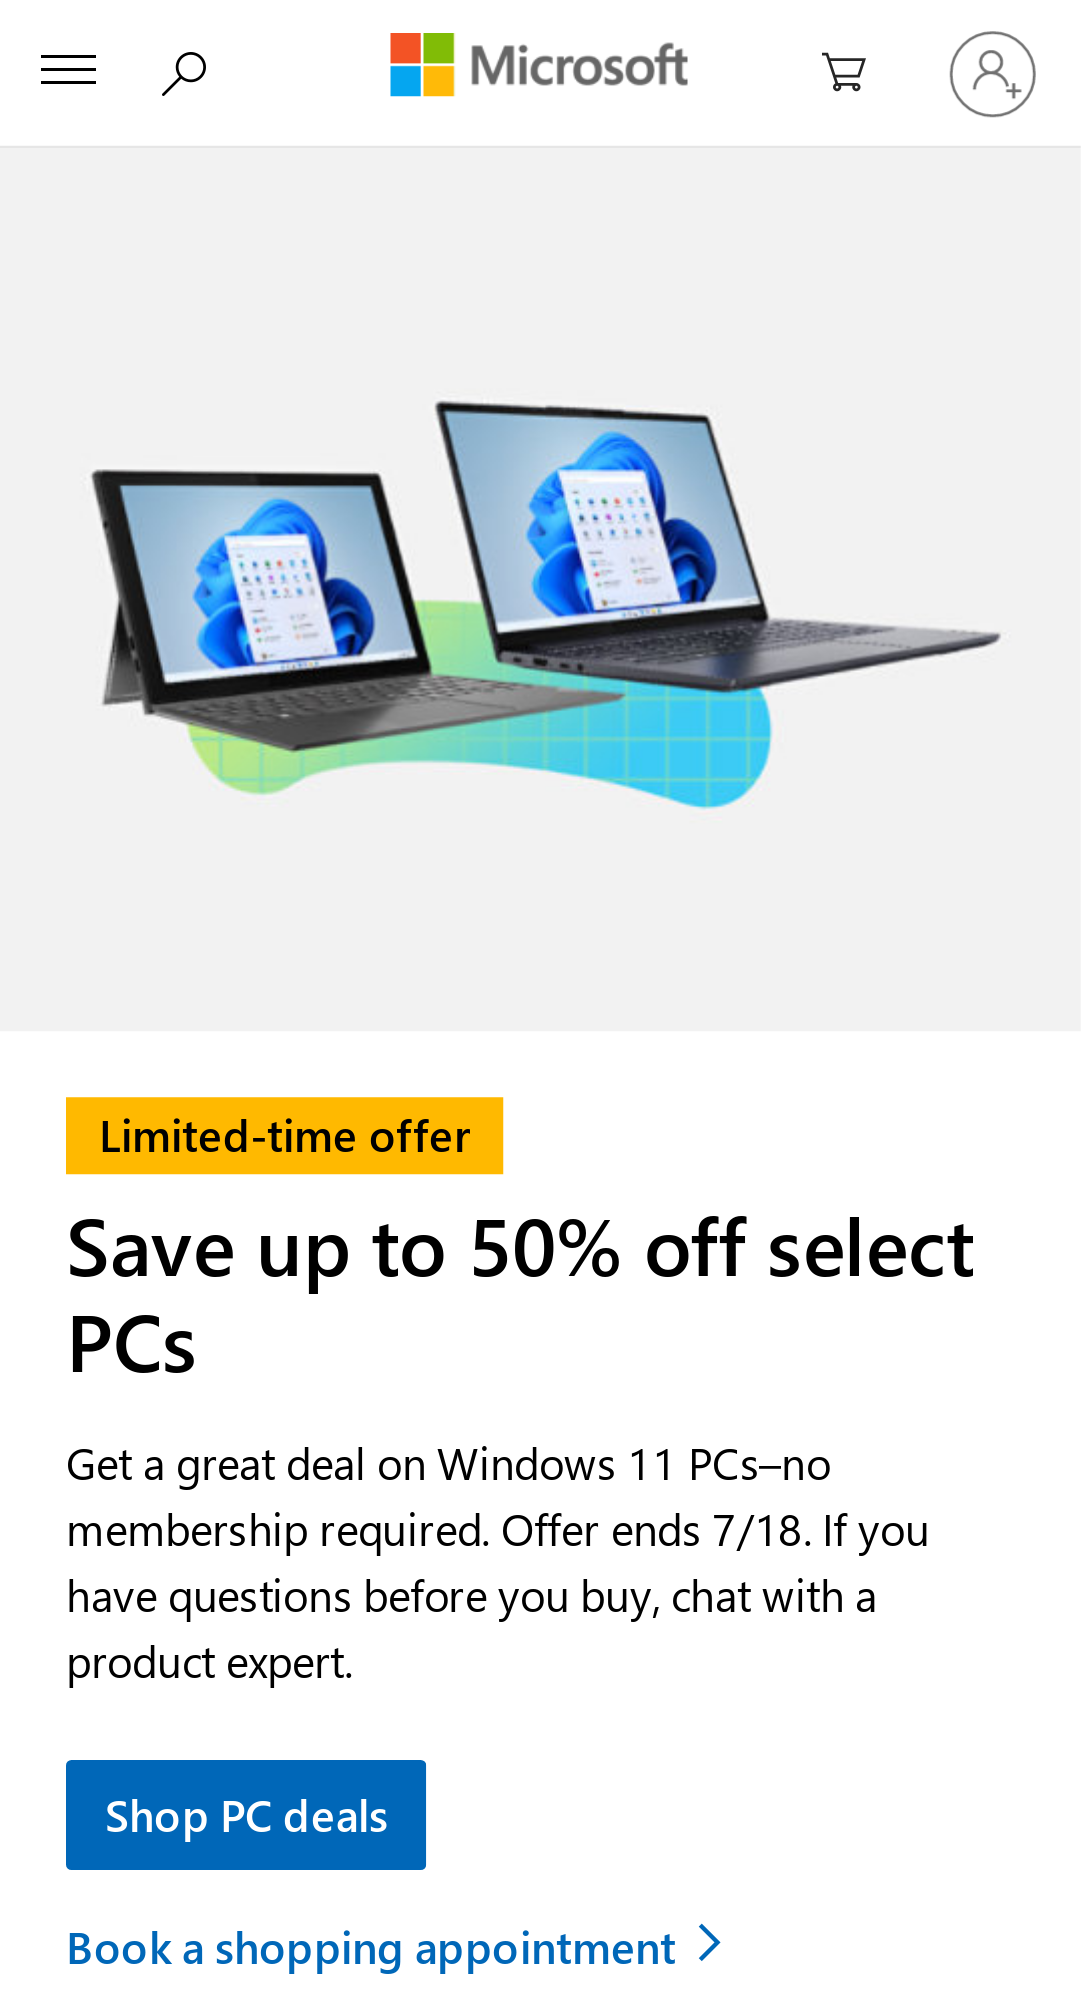 Microsoft
Limited-time offer
Save up to 50% off select
PCs
Get a great deal on Windows 11 PCs–no
membership required. Offer ends 7/18. If you
have questions before you buy, chat with a
product expert.
Shop PC deals
Book a shopping appointment